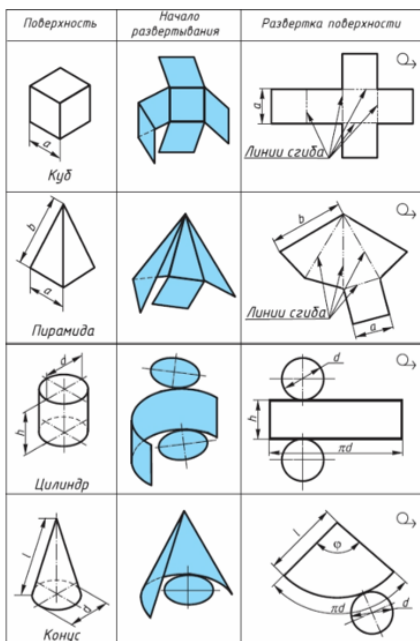 Поверхность
Начало
развертывания
Развертка поверхности
a
Куб
a
Линии сгиба
b
a
Пирамида
b
Линии сгиба
a
d
h
Цилиндр
d
h
πd
l
d
Конус
l
φ
πd
d